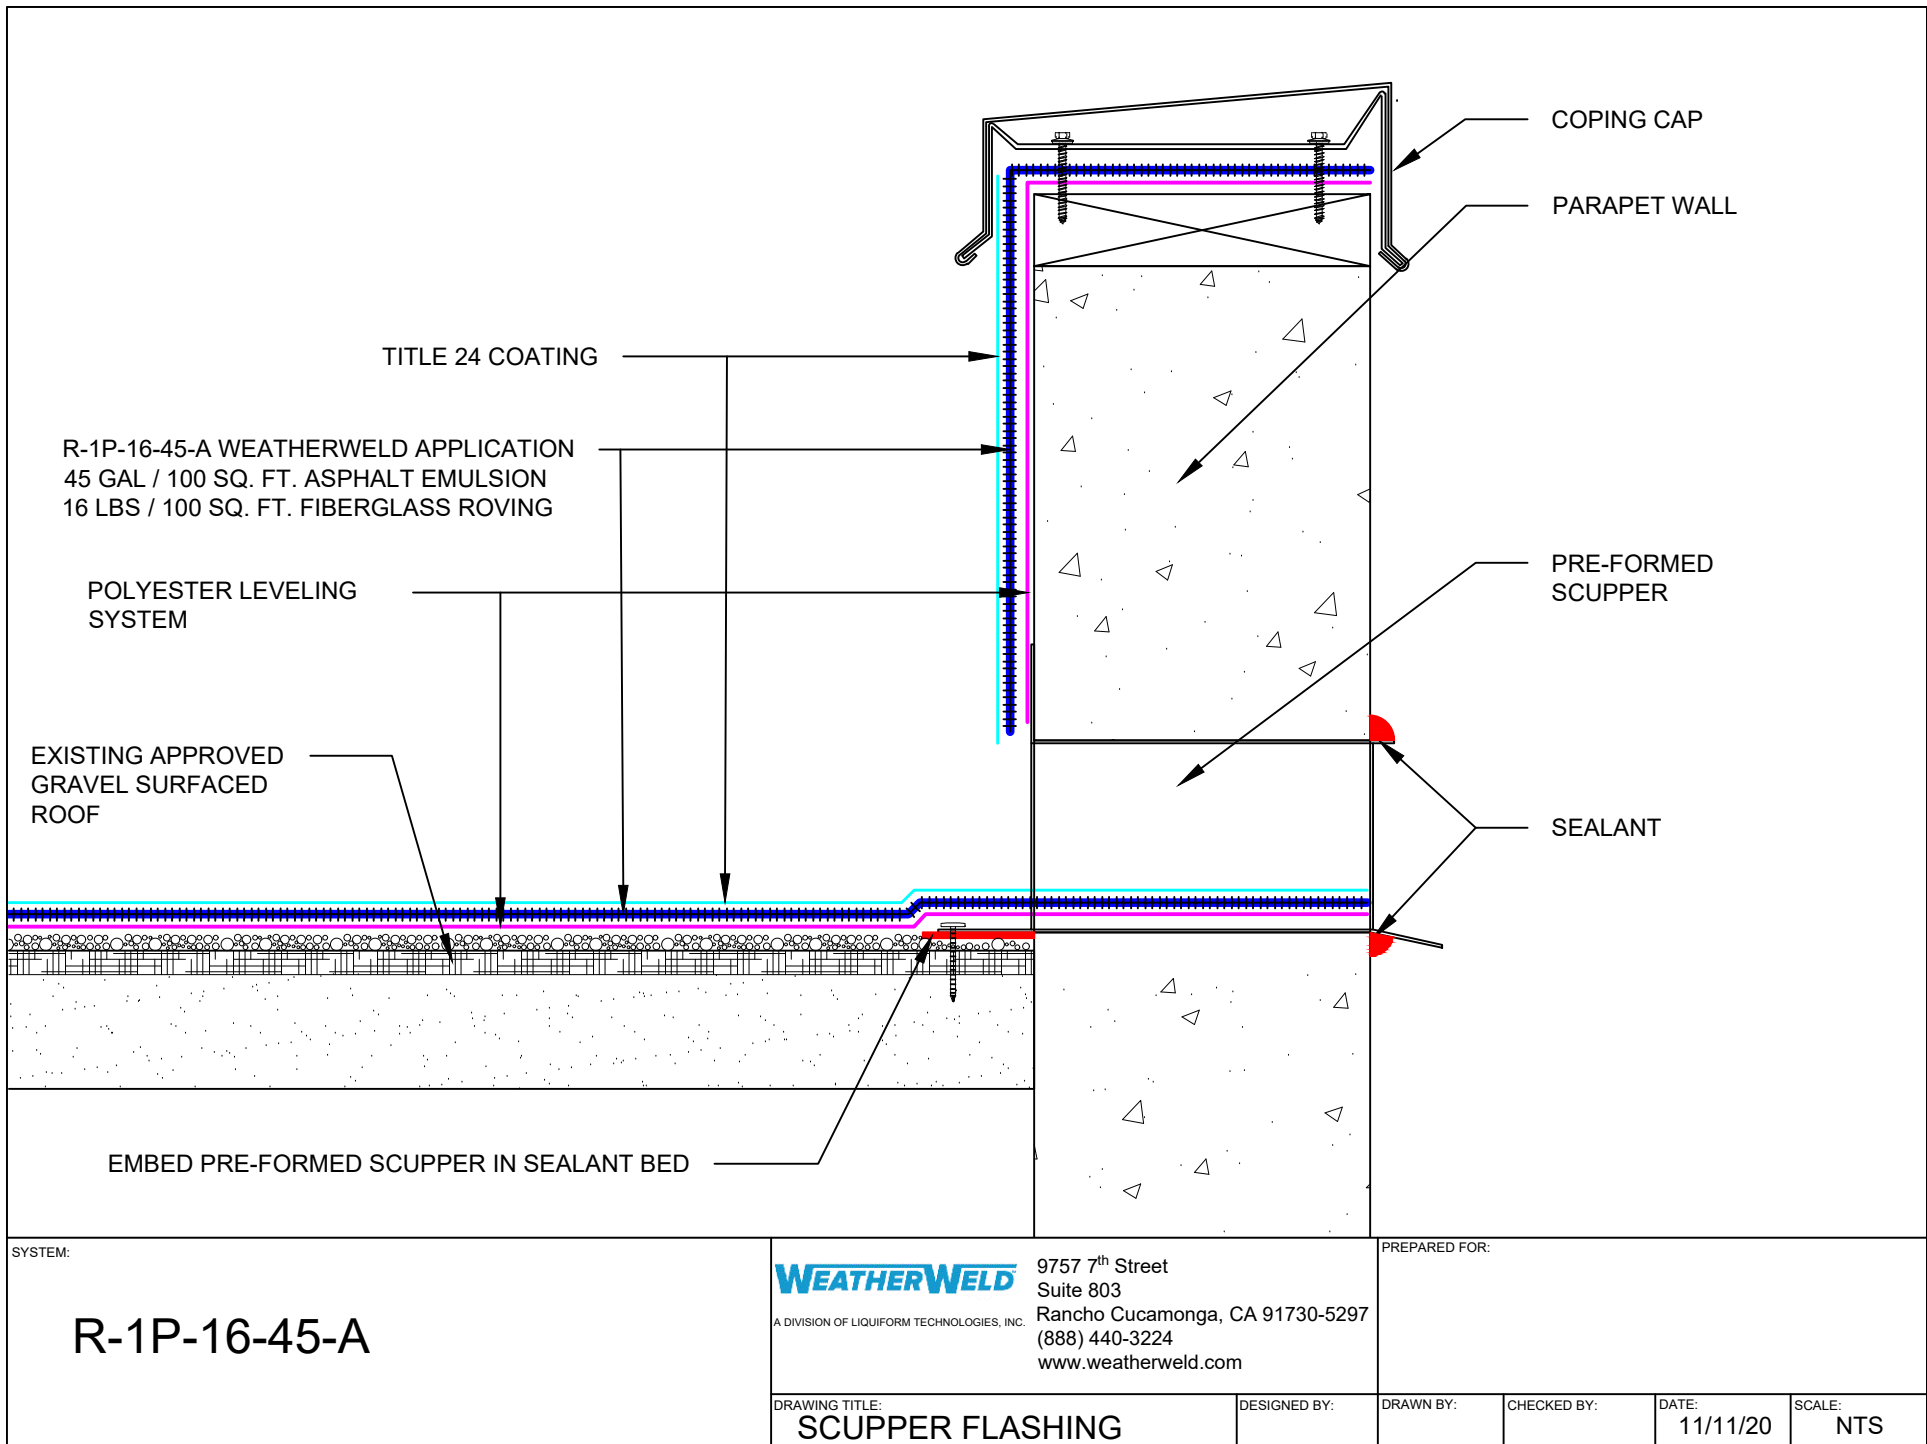 COPING CAP
PARAPET WALL
TITLE 24 COATING
R-1P-16-45-A WEATHERWELD APPLICATION
45 GAL / 100 SQ. FT. ASPHALT EMULSION
16 LBS / 100 SQ. FT. FIBERGLASS ROVING
POLYESTER LEVELING
SYSTEM
PRE-FORMED
SCUPPER
EXISTING APPROVED
GRAVEL SURFACED
ROOF
SEALANT
EMBED PRE-FORMED SCUPPER IN SEALANT BED
SYSTEM:
R-1P-16-45-A
WEATHERWELD
A DIVISION OF LIQUIFORM TECHNOLOGIES, INC.
9757 7th Street
Suite 803
Rancho Cucamonga, CA 91730-5297
(888) 440-3224
www.weatherweld.com
PREPARED FOR:
DRAWING TITLE:
SCUPPER FLASHING
DESIGNED BY:
DRAWN BY:
CHECKED BY:
DATE:
11/11/20
SCALE:
NTS